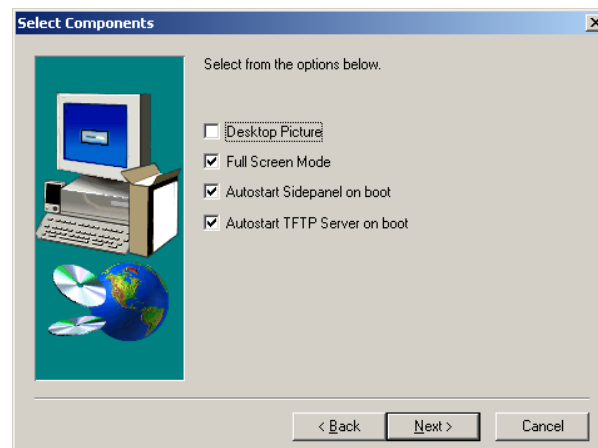 Select Components
Select from the options below.
Desktop Picture
Full Screen Mode
Autostart Sidepanel on boot
Autostart TFTP Server on boot
< Back
Next >
Cancel